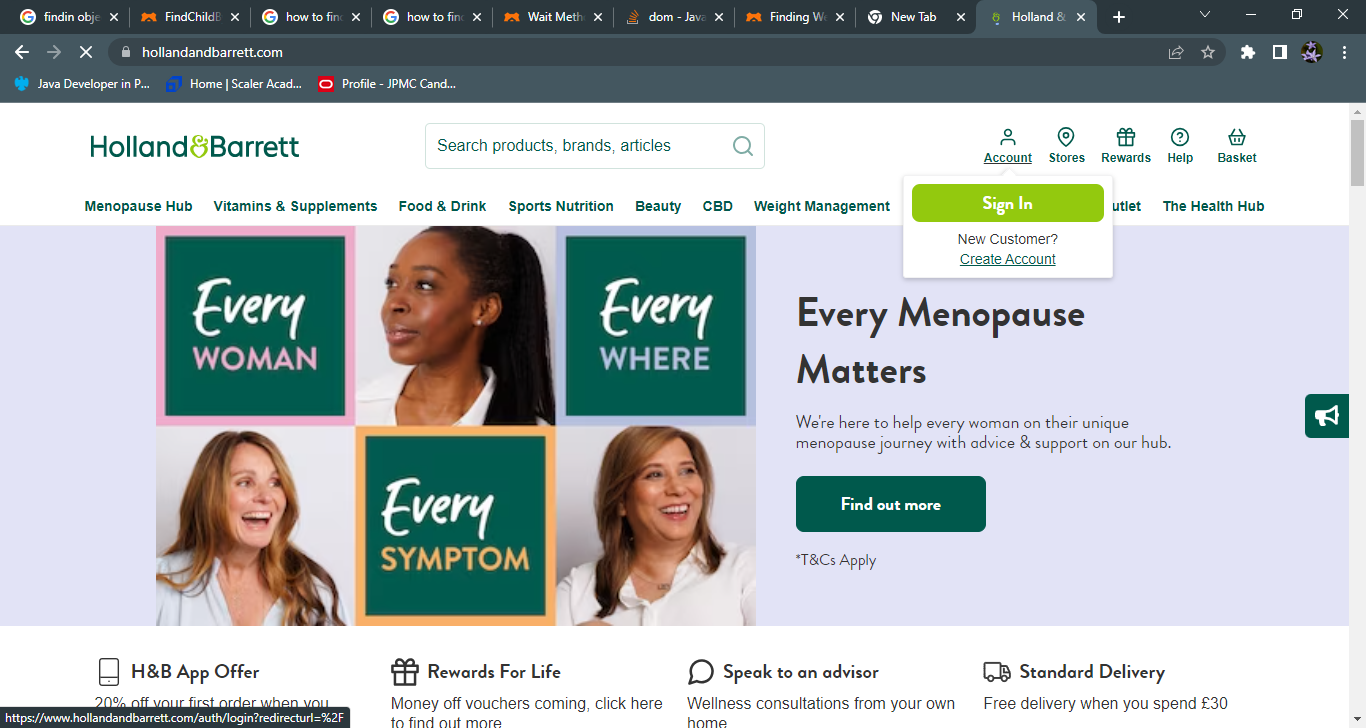 findin obje
FindChildB
how to find
how to find
Wait Meth
dom - Java
Finding We
New Tab
Holland &
hollandandbarrett.com
Java Developer in P...
Home | Scaler Acad...
Profile - JPMC Cand...
Holland&Barrett
Search products, brands, articles
Account
Stores
Rewards
Help
Basket
Menopause Hub
Vitamins & Supplements
Food & Drink
Sports Nutrition
Beauty
CBD
Weight Management
utlet
The Health Hub
Sign In
New Customer?
Create Account
Every
WOMAN
Every
WHERE
Every
SYMPTOM
Every Menopause
Matters
We're here to help every woman on their unique
menopause journey with advice & support on our hub.
Find out more
*T&Cs Apply
H&B App Offer
20% off your first order when you
Rewards For Life
Money off vouchers coming, click here
to find out more
Speak to an advisor
Wellness consultations from your own
home
Standard Delivery
Free delivery when you spend £30
https://www.hollandandbarrett.com/auth/login?redirecturl=%2F